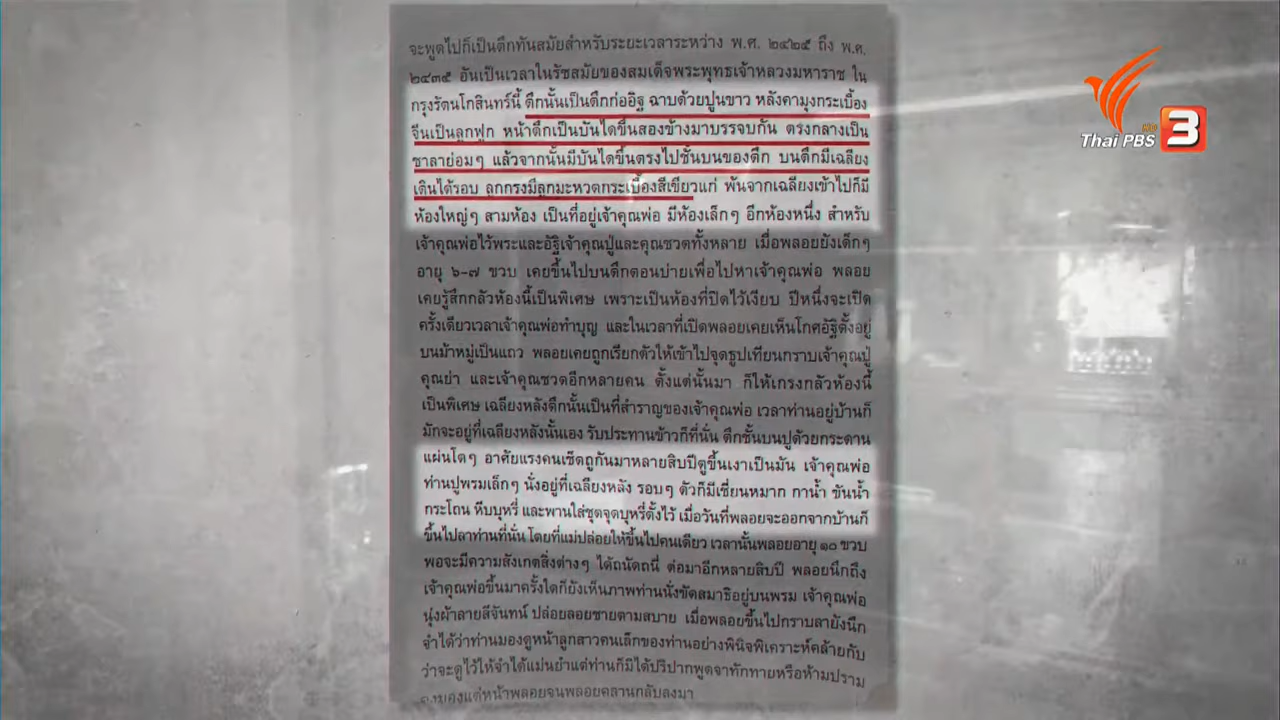 จะพูดไปก็เป็นตึกทันสมัยสำหรับระยะเวลาระหว่าง พ.ศ. ๒๔๒๕ ถึง พ.ศ.
๒๔๓๕ อันเป็นเวลาในรัชสมัยของสมเด็จพระพุทธเจ้าหลวงมหาราช ใน
กรุงรัตนโกสินทร์นี้ ตึกนั้นเป็นตึกก่ออิฐ ฉาบด้วยปูนขาว หลังคามุงกระเบื้อง
จีนเป็นลูกฟูก หน้าตึกเป็นบันไดขึ้นสองข้างมาบรรจบกัน ตรงกลางเป็น
ชาลาย่อมๆ แล้วจากนั้นมีบันไดขึ้นตรงไปชั้นบนของตึก บนตึกมีเฉลียง
เดินได้รอบ ลูกกรงมีลูกมะหวดกระเบื้องสีเขียวแก่ พ้นจากเฉลียงเข้าไปก็มี
ห้องใหญ่ๆ สามห้อง เป็นที่อยู่เจ้าคุณพ่อ มีห้องเล็กๆ อีกห้องหนึ่ง สำหรับ
เจ้าคุณพ่อไว้พระและอัฐิเจ้าคุณปู่และคุณชวดทั้งหลาย เมื่อพลอยยังเด็กๆ
อายุ ๖-๗ ขวบ เคยขึ้นไปบนตึกตอนบ่ายเพื่อไปหาเจ้าคุณพ่อ พลอย
เคยรู้สึกกลัวห้องนี้เป็นพิเศษ เพราะเป็นห้องที่ปิดไว้เงียบ ปีหนึ่งจะเปิด
ครั้งเดียวเวลาเจ้าคุณพ่อทำบุญ และในเวลาที่เปิดพลอยเคยเห็นโกศอัฐิตั้งอยู่
บนม้าหมู่เป็นแถว พลอยเคยถูกเรียกตัวให้เข้าไปจุดธูปเทียนกราบเจ้าคุณปู่
คุณย่า และเจ้าคุณชวดอีกหลายคน ตั้งแต่นั้นมา ก็ให้เกรงกลัวห้องนี้
เป็นพิเศษ เฉลียงหลังตึกนั้นเป็นที่สำราญของเจ้าคุณพ่อ เวลาท่านอยู่บ้านก็
มักจะอยู่ที่เฉลียงหลังนั้นเอง รับประทานข้าวก็ที่นั่น ตึกชั้นบนปูด้วยกระดาน
แผ่นโตๆ อาศัยแรงคนเช็ดถูกันมาหลายสิบปีดูขึ้นเงาเป็นมัน เจ้าคุณพ่อ
ท่านปูพรมเล็กๆ นั่งอยู่ที่เฉลียงหลัง รอบๆ ตัวก็มีเชี่ยนหมาก กาน้ำ ขันน้ำ
กระโถน หีบบุหรี่ และพานใส่ชุดจุดบุหรี่ตั้งไว้ เมื่อวันที่พลอยจะออกจากบ้านก็
ขึ้นไปลาท่านที่นั่น โดยที่แม่ปล่อยให้ขึ้นไปคนเดียว เวลานั้นพลอยอายุ ๑๐ ขวบ
พอจะมีความสังเกตสิ่งต่างๆ ได้ถนัดถนี่ ต่อมาอีกหลายสิบปี พลอยนึกถึง
เจ้าคุณพ่อขึ้นมาครั้งใดก็ยังเห็นภาพท่านนั่งขัดสมาธิอยู่บนพรม เจ้าคุณพ่อ
นุ่งผ้าลายสีจันทน์ ปล่อยลอยชายตามสบาย เมื่อพลอยขึ้นไปกราบลายังนึก
จำได้ว่าท่านมองดูหน้าลูกสาวคนเล็กของท่านอย่างพินิจพิเคราะห์คล้ายกับ
ว่าจะดูไว้ให้จำได้แม่นยำแต่ท่านก็มิได้ปริปากพูดจาทักทายหรือห้ามปราม
คงมองแต่หน้าพลอยจนพลอยคลานกลับลงมา
Thai PBS
หมายเลข 3